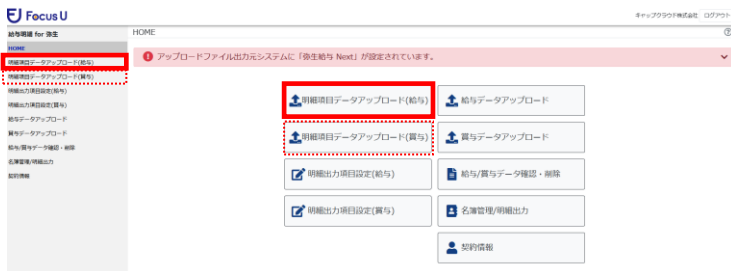 Focus U
キャップクラウド株式会社 ログアウト
給与明細 for 弥生
HOME
HOME
明細項目データアップロード(給与)
明細項目データアップロード(賞与)
明細出力項目設定(給与)
明細出力項目設定(賞与)
給与データアップロード
賞与データアップロード
給与/賞与データ確認・削除
名簿管理/明細出力
契約情報
アップロードファイル出力元システムに「弥生給与 Next」が設定されています。
明細項目データアップロード(給与)
給与データアップロード
明細項目データアップロード(賞与)
賞与データアップロード
明細出力項目設定(給与)
給与/賞与データ確認・削除
明細出力項目設定(賞与)
名簿管理/明細出力
契約情報